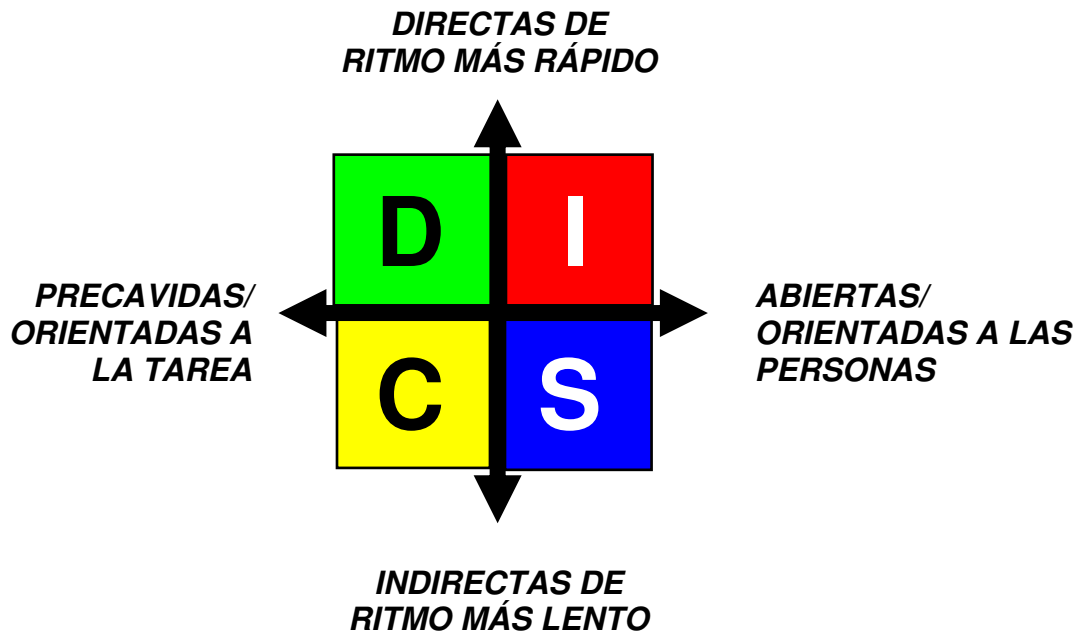 DIRECTAS DE
RITMO MÁS RÁPIDO
D I
PRECAVIDAS/
ORIENTADAS A
LA TAREA
ABIERTAS/
ORIENTADAS A LAS
PERSONAS
C S
INDIRECTAS DE
RITMO MÁS LENTO